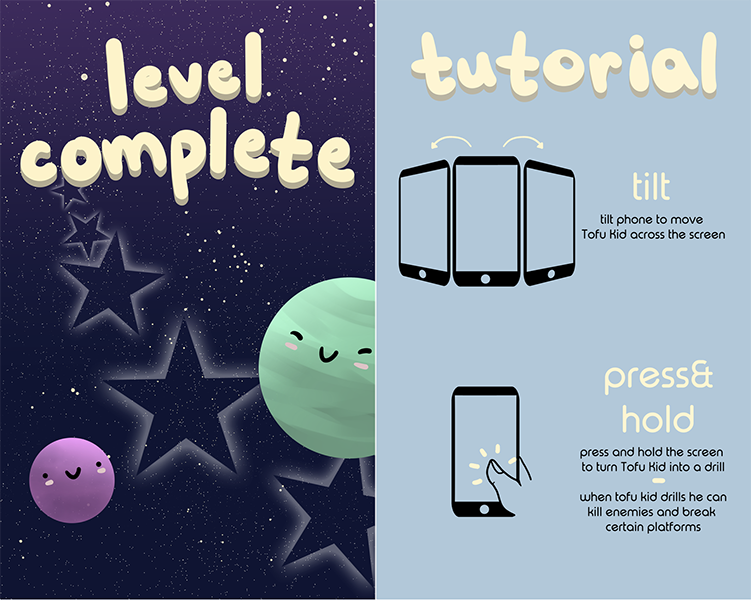 level
complete
tutorial
tilt
tilt phone to move
Tofu Kid across the screen
press&
hold
press and hold the screen
to turn Tofu Kid into a drill
when tofu kid drills he can
kill enemies and break
certain platforms